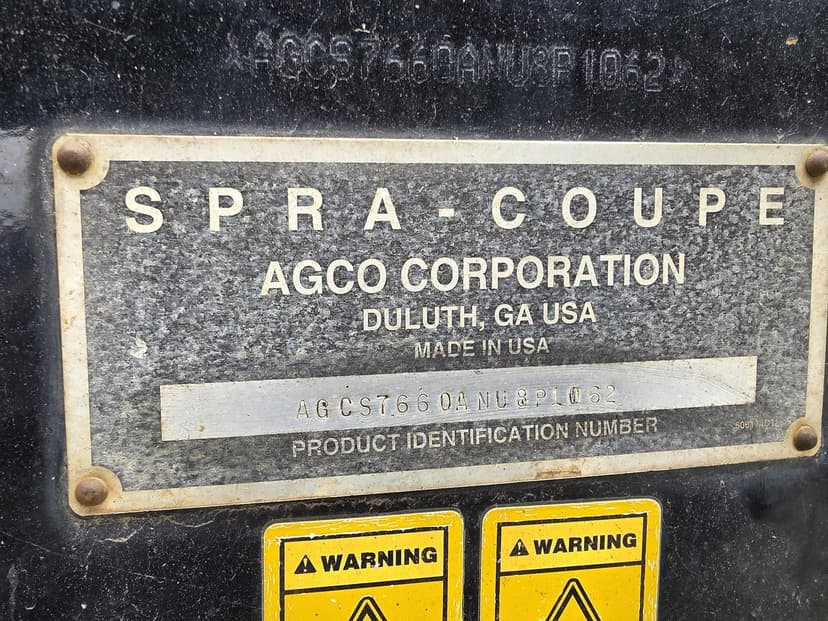 *AGCS7660ANU8P1062*
SPRA-COUPE
AGCO CORPORATION
DULUTH, GA USA
MADE IN USA
AGCS7660ANU8P1062
PRODUCT IDENTIFICATION NUMBER
WARNING
WARNING